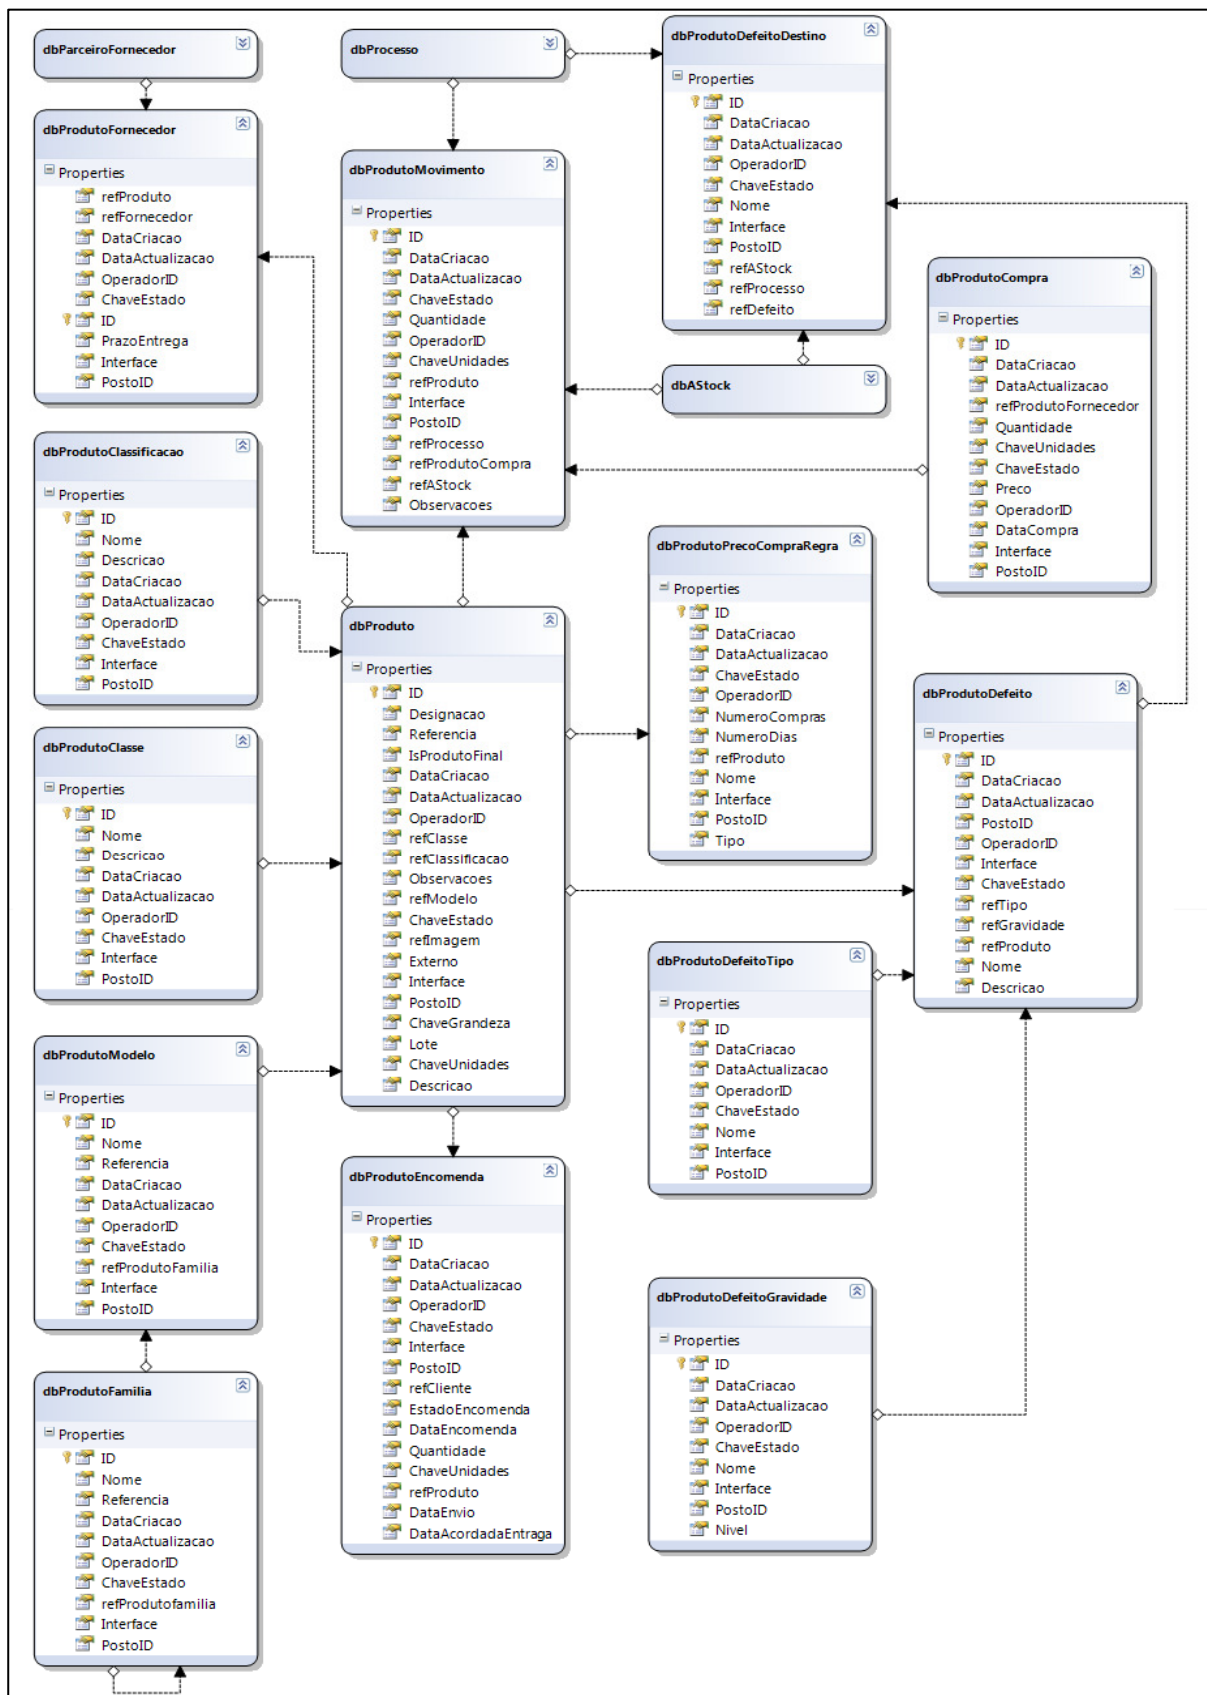 dbParceiroFornecedor
dbProdutoFornecedor
Properties
refProduto
refFornecedor
DataCriacao
DataActualizacao
OperadorID
ChaveEstado
ID
PrazoEntrega
Interface
PostoID
dbProdutoClassificacao
Properties
ID
Nome
Descricao
DataCriacao
DataActualizacao
OperadorID
ChaveEstado
Interface
PostoID
dbProdutoClasse
Properties
ID
Nome
Descricao
DataCriacao
DataActualizacao
OperadorID
ChaveEstado
Interface
PostoID
dbProdutoModelo
Properties
ID
Nome
Referencia
DataCriacao
DataActualizacao
OperadorID
ChaveEstado
refProdutoFamilia
Interface
PostoID
dbProdutoFamilia
Properties
ID
Nome
Referencia
DataCriacao
DataActualizacao
OperadorID
ChaveEstado
refProdutofamilia
Interface
PostoID
dbProcesso
dbProdutoMovimento
Properties
ID
DataCriacao
DataActualizacao
ChaveEstado
Quantidade
OperadorID
ChaveUnidades
refProduto
Interface
PostoID
refProcesso
refProdutoCompra
refAStock
Observacoes
dbProduto
Properties
ID
Designacao
Referencia
IsProdutoFinal
DataCriacao
DataActualizacao
OperadorID
refClasse
refClassificacao
Observacoes
refModelo
ChaveEstado
refImagem
Externo
Interface
PostoID
ChaveGrandeza
Lote
ChaveUnidades
Descricao
dbProdutoEncomenda
Properties
ID
DataCriacao
DataActualizacao
OperadorID
ChaveEstado
Interface
PostoID
refCliente
EstadoEncomenda
DataEncomenda
Quantidade
ChaveUnidades
refProduto
DataEnvio
DataAcordadaEntraga
dbProdutoDefeitoDestino
Properties
ID
DataCriacao
DataActualizacao
OperadorID
ChaveEstado
Nome
Interface
PostoID
refAStock
refProcesso
refDefeito
dbAStock
dbProdutoPrecoCompraRegra
Properties
ID
DataCriacao
DataActualizacao
ChaveEstado
OperadorID
NumeroCompras
NumeroDias
refProduto
Nome
Interface
PostoID
Tipo
dbProdutoDefeitoTipo
Properties
ID
DataCriacao
DataActualizacao
OperadorID
ChaveEstado
Nome
Interface
PostoID
dbProdutoDefeitoGravidade
Properties
ID
DataCriacao
DataActualizacao
OperadorID
ChaveEstado
Nome
Interface
PostoID
Nivel
dbProdutoCompra
Properties
ID
DataCriacao
DataActualizacao
refProdutoFornecedor
Quantidade
ChaveUnidades
ChaveEstado
Preco
OperadorID
DataCompra
Interface
PostoID
dbProdutoDefeito
Properties
ID
DataCriacao
DataActualizacao
PostoID
OperadorID
Interface
ChaveEstado
refTipo
refGravidade
refProduto
Nome
Descricao